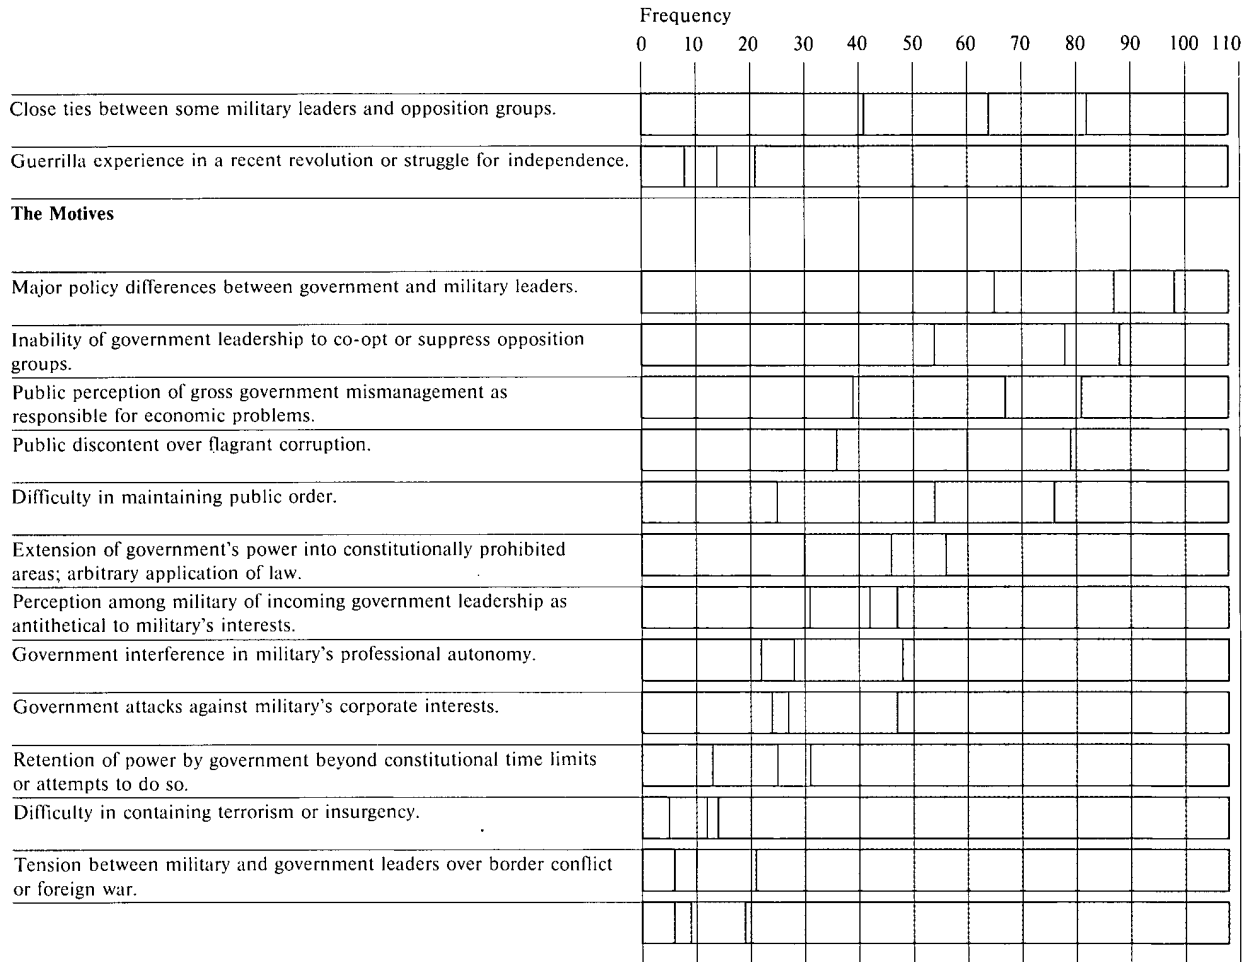 Frequency
0 10 20 30 40 50 60 70 80 90 100 110
Close ties between some military leaders and opposition groups.
Guerrilla experience in a recent revolution or struggle for independence.
The Motives
Major policy differences between government and military leaders.
Inability of government leadership to co-opt or suppress opposition
groups.
Public perception of gross government mismanagement as
responsible for economic problems.
Public discontent over flagrant corruption.
Difficulty in maintaining public order.
Extension of government's power into constitutionally prohibited
areas; arbitrary application of law.
Perception among military of incoming government leadership as
antithetical to military's interests.
Government interference in military's professional autonomy.
Government attacks against military's corporate interests.
Retention of power by government beyond constitutional time limits
or attempts to do so.
Difficulty in containing terrorism or insurgency.
Tension between military and government leaders over border conflict
or foreign war.